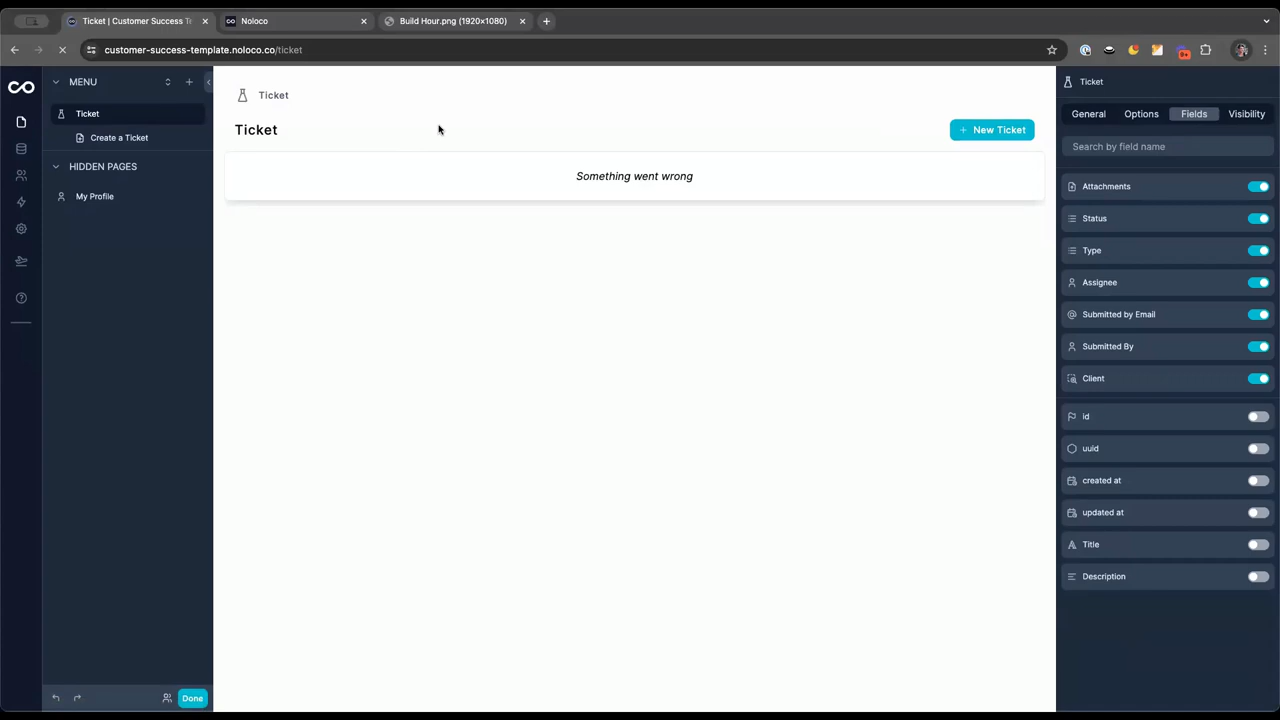 Ticket | Customer Success Te
Noloco
Build Hour.png (1920×1080)
customer-success-template.noloco.co/ticket
9+
MENU
Ticket
Create a Ticket
HIDDEN PAGES
My Profile
Done
Ticket
Ticket
New Ticket
Something went wrong
Ticket
General
Options
Fields
Visibility
Search by field name
Attachments
Status
Type
Assignee
Submitted by Email
Submitted By
Client
id
uuid
created at
updated at
Title
Description